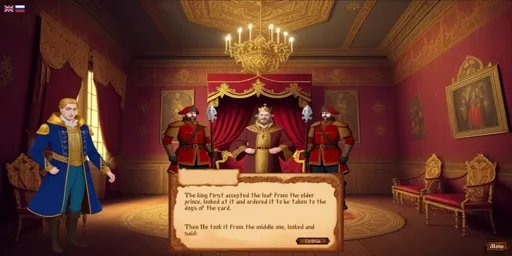 The king first accepted the loaf from the elder
prince, looked at it and ordered it to be taken to the
dogs of the yard.
Then He took it from the middle one, looked and
said:
Continue
Menu